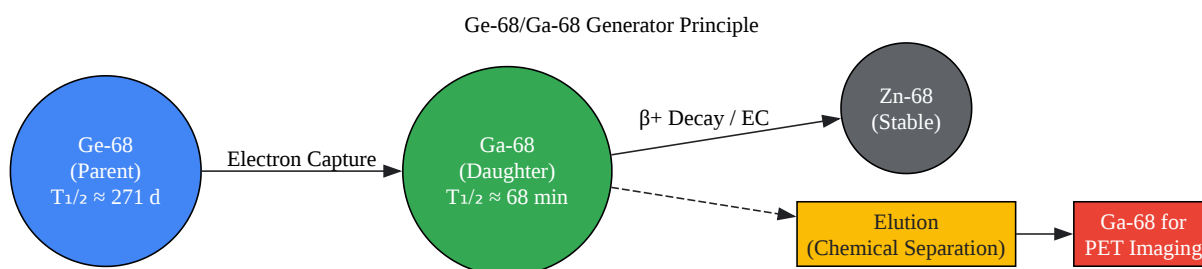 Ge-68/Ga-68 Generator Principle
Ge-68
(Parent)
T₁/₂ ≈ 271 d
Electron Capture
Ga-68
(Daughter)
T₁/₂ ≈ 68 min
β+ Decay / EC
Zn-68
(Stable)
Elution
(Chemical Separation)
Ga-68 for
PET Imaging